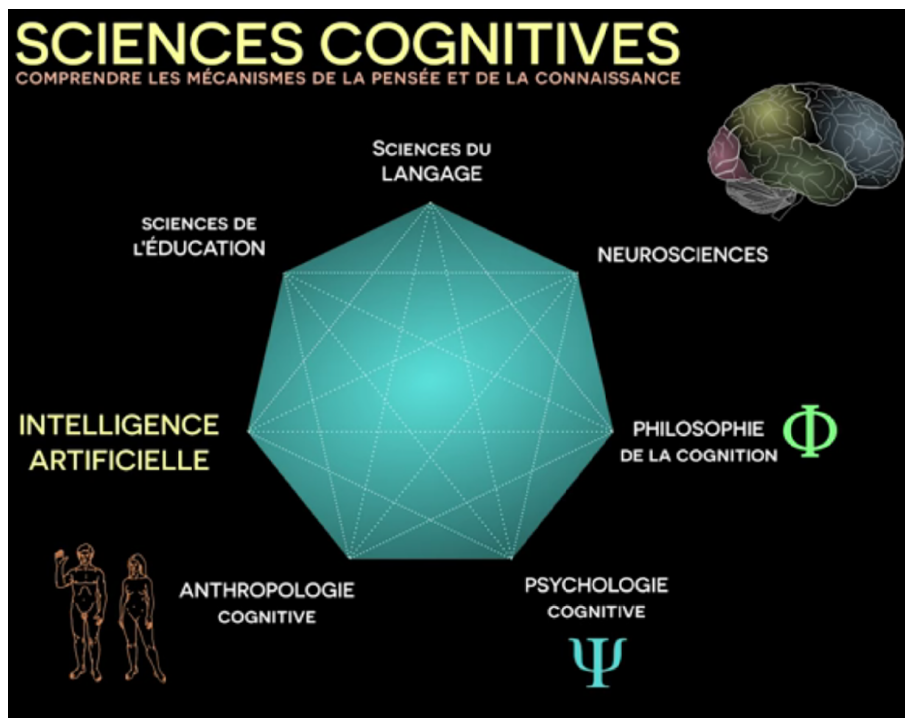 SCIENCES COGNITIVES
COMPRENDRE LES MÉCANISMES DE LA PENSÉE ET DE LA CONNAISSANCE
SCIENCES DU
LANGAGE
SCIENCES DE
L'ÉDUCATION
NEUROSCIENCES
INTELLIGENCE
ARTIFICIELLE
PHILOSOPHIE
DE LA COGNITION
Φ
ANTHROPOLOGIE
COGNITIVE
PSYCHOLOGIE
COGNITIVE
Ψ